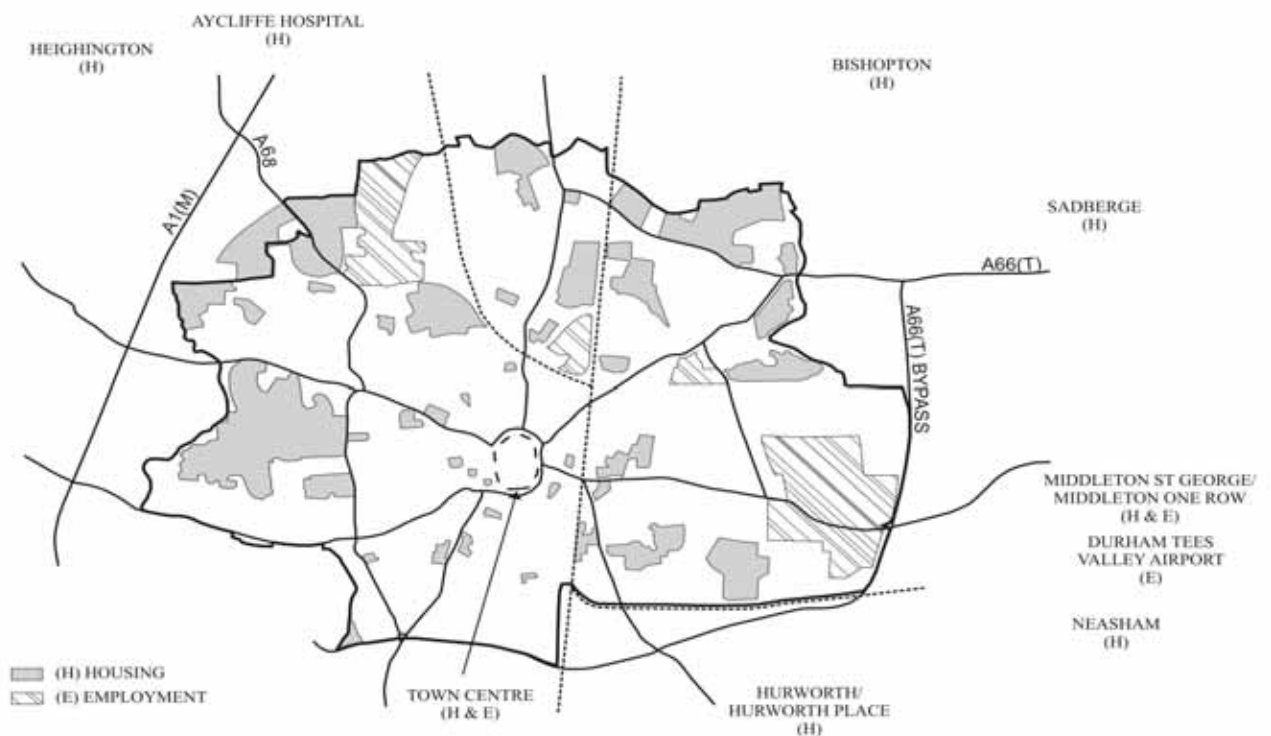 AYCLIFFE HOSPITAL
(H)
HEIGHINGTON
(H)
BISHOPTON
(H)
A68
A1(M)
SADBERGE
(H)
A66(T)
A66(T) BYPASS
MIDDLETON ST GEORGE/
MIDDLETON ONE ROW
(H & E)
DURHAM TEES
VALLEY AIRPORT
(E)
NEASHAM
(H)
(H) HOUSING
(E) EMPLOYMENT
TOWN CENTRE
(H & E)
HURWORTH/
HURWORTH PLACE
(H)